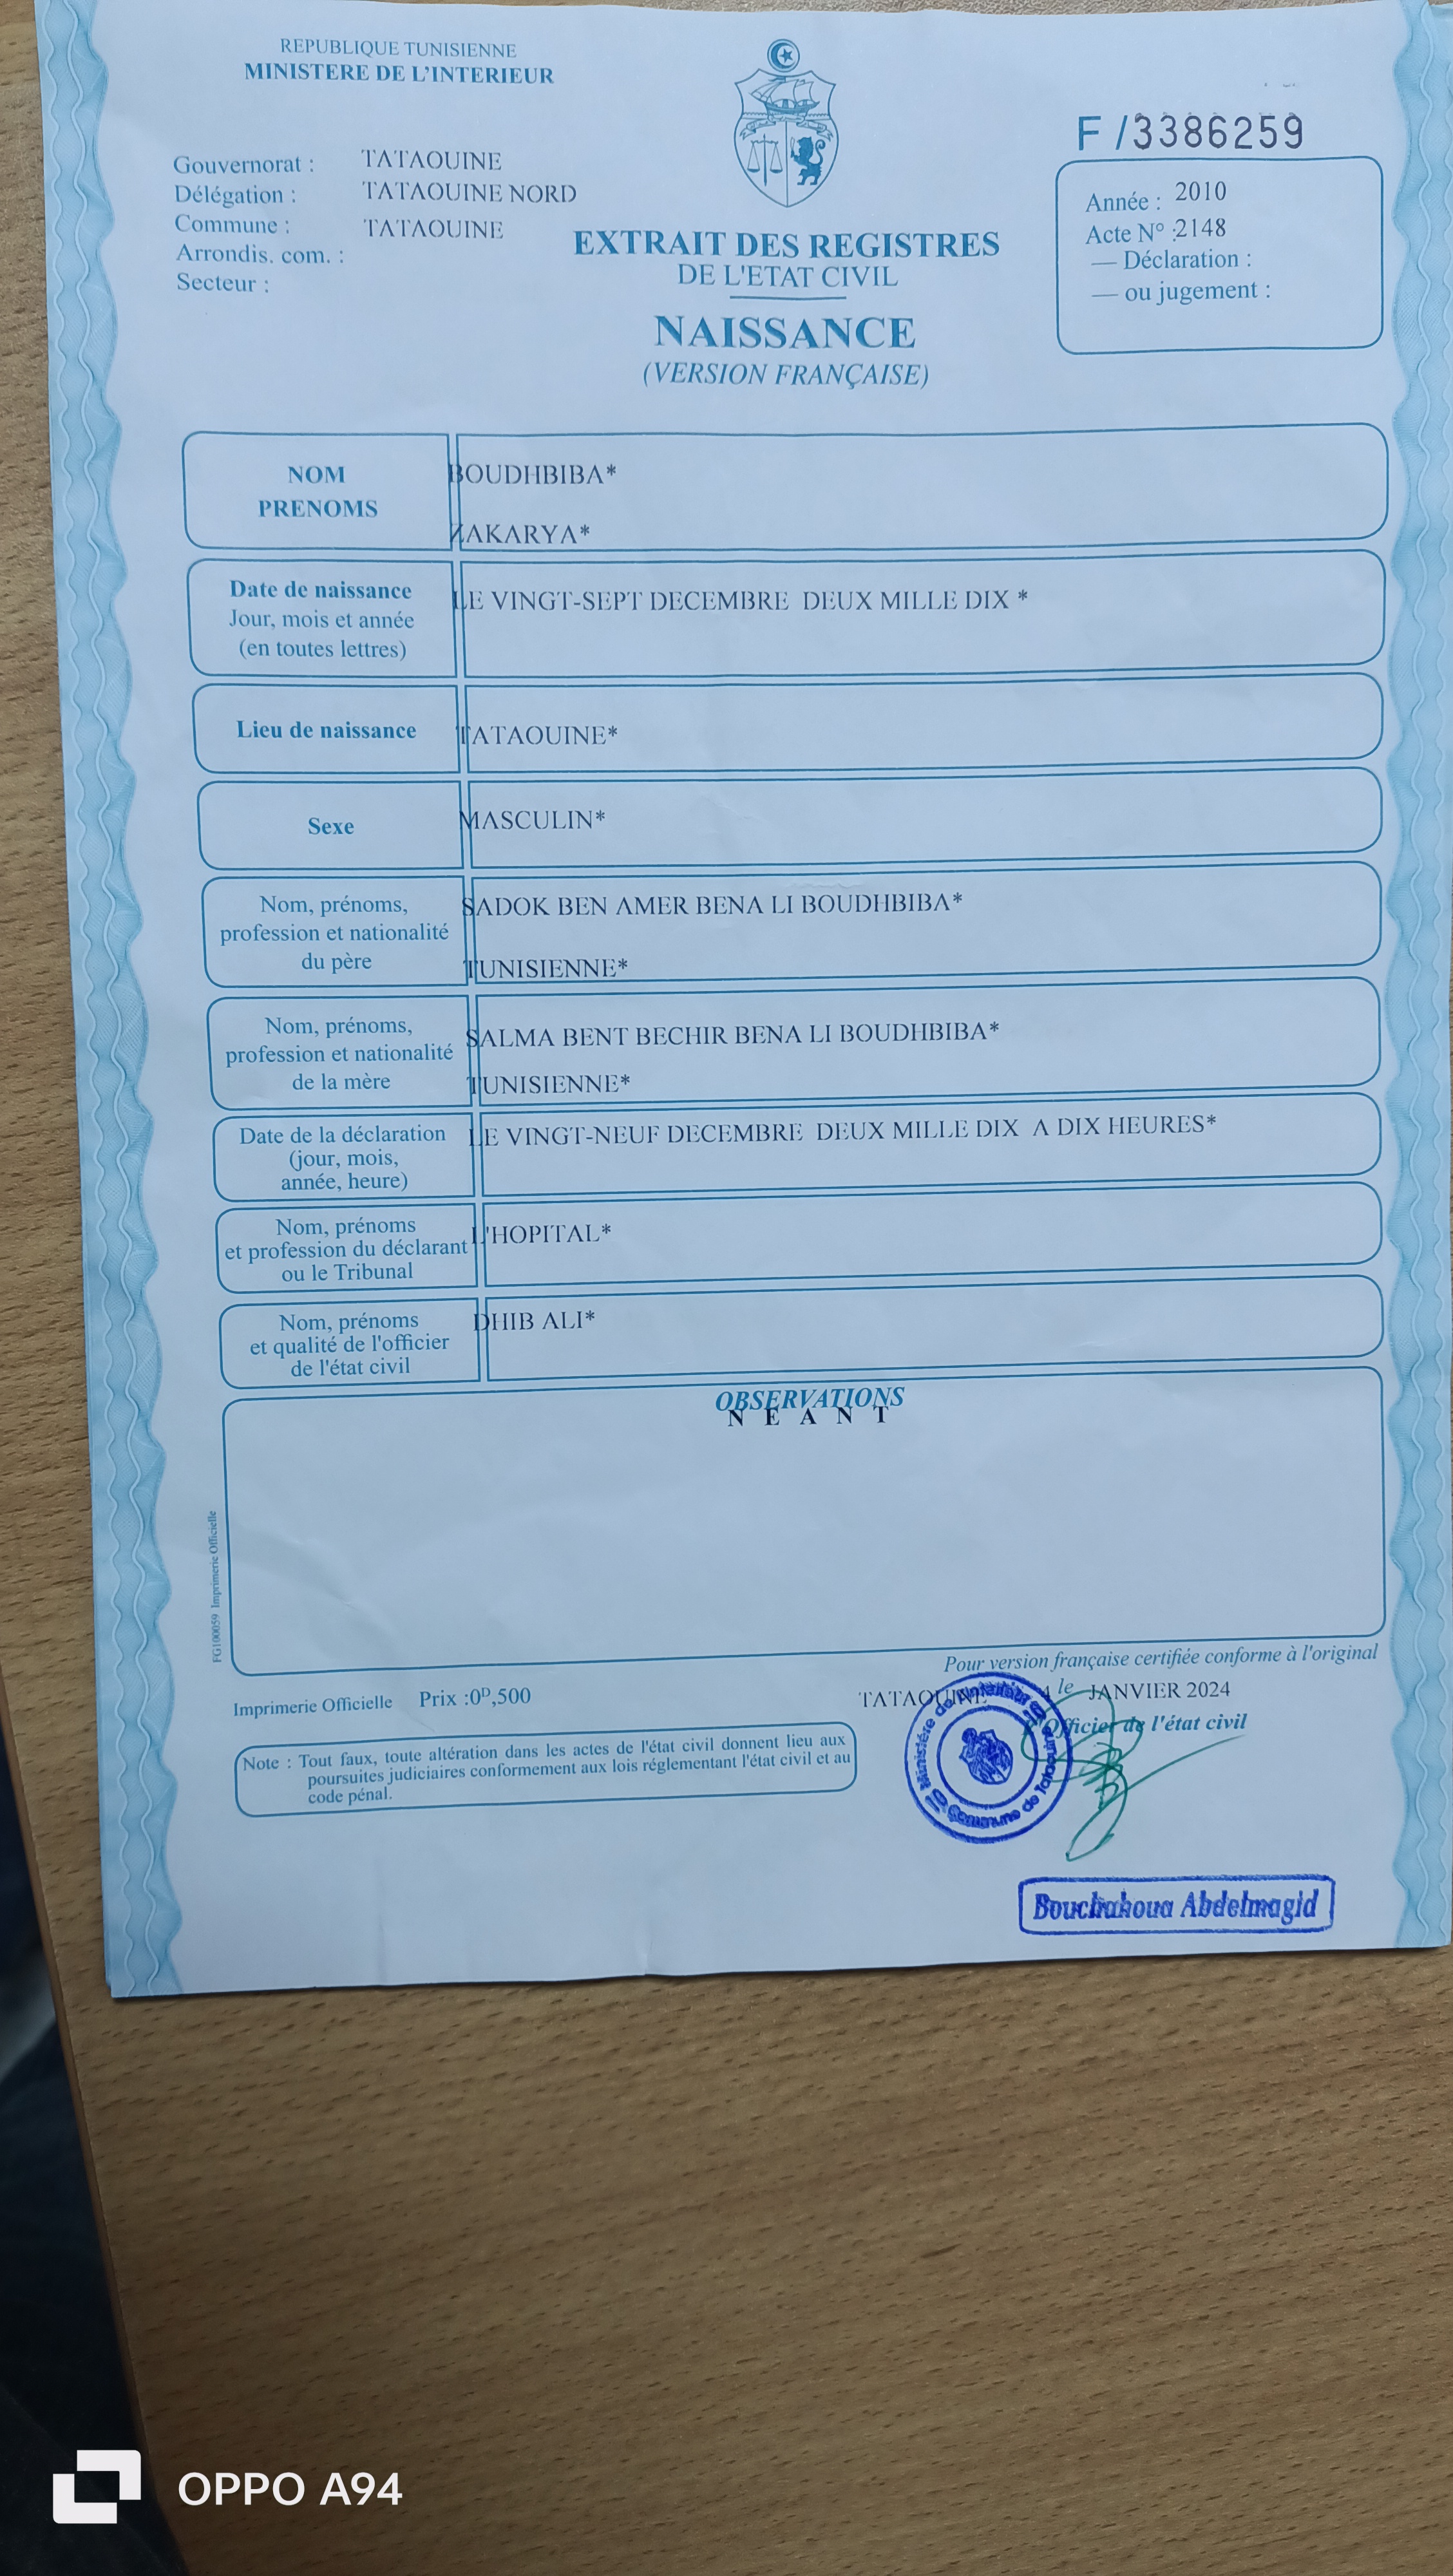 REPUBLIQUE TUNISIENNE
MINISTERE DE L'INTERIEUR
F /3386259
Gouvernorat : TATAOUINE
Délégation : TATAOUINE NORD
Commune : TATAOUINE
Arrondis. com. :
Secteur :
EXTRAIT DES REGISTRES
DE L'ETAT CIVIL
NAISSANCE
(VERSION FRANÇAISE)
Année : 2010
Acte N° :2148
— Déclaration :
— ou jugement :
NOM
PRENOMS
BOUDHBIBA*
ZAKARYA*
Date de naissance
Jour, mois et année
(en toutes lettres)
LE VINGT-SEPT DECEMBRE DEUX MILLE DIX *
Lieu de naissance
TATAOUINE*
Sexe
MASCULIN*
Nom, prénoms,
profession et nationalité
du père
SADOK BEN AMER BENA LI BOUDHBIBA*
TUNISIENNE*
Nom, prénoms,
profession et nationalité
de la mère
SALMA BENT BECHIR BENA LI BOUDHBIBA*
TUNISIENNE*
Date de la déclaration
(jour, mois,
année, heure)
LE VINGT-NEUF DECEMBRE DEUX MILLE DIX A DIX HEURES*
Nom, prénoms
et profession du déclarant
ou le Tribunal
L'HOPITAL*
Nom, prénoms
et qualité de l'officier
de l'état civil
DHIB ALI*
OBSERVATIONS
N E A N T
FG100059 Imprimerie Officielle
Pour version française certifiée conforme à l'original
Imprimerie Officielle Prix :0ᴰ,500
TATAOUINE le JANVIER 2024
L'Officier de l'état civil
Note : Tout faux, toute altération dans les actes de l'état civil donnent lieu aux
poursuites judiciaires conformement aux lois réglementant l'état civil et au
code pénal.
Commune de Tataouine
Bouchahoua Abdelmagid
OPPO A94